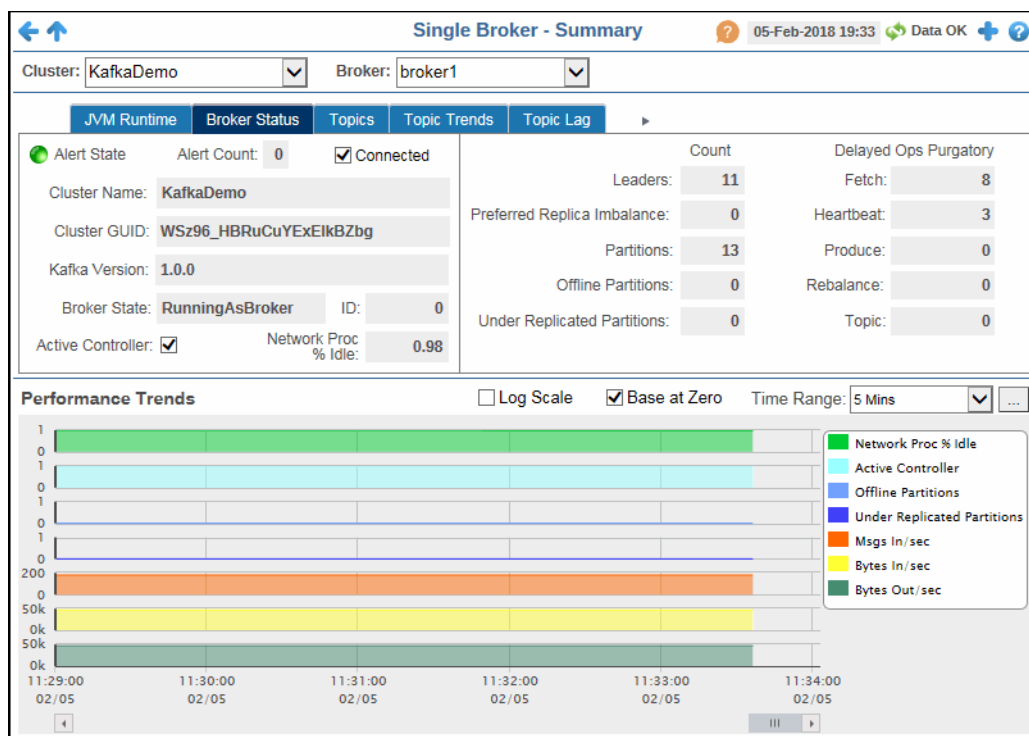 Single Broker - Summary
? 05-Feb-2018 19:33 Data OK ?
Cluster: KafkaDemo Broker: broker1
JVM Runtime Broker Status Topics Topic Trends Topic Lag
Alert State Alert Count: 0 Connected
Cluster Name: KafkaDemo
Cluster GUID: WSz96_HBRuCuYExElkBZbg
Kafka Version: 1.0.0
Broker State: RunningAsBroker ID: 0
Active Controller: Network Proc
% Idle: 0.98
Count Delayed Ops Purgatory
Leaders: 11 Fetch: 8
Preferred Replica Imbalance: 0 Heartbeat: 3
Partitions: 13 Produce: 0
Offline Partitions: 0 Rebalance: 0
Under Replicated Partitions: 0 Topic: 0
Performance Trends Log Scale Base at Zero Time Range: 5 Mins ...
1
0
1
0
1
0
1
0
200
0
50k
0k
50k
0k
11:29:00 11:30:00 11:31:00 11:32:00 11:33:00 11:34:00
02/05 02/05 02/05 02/05 02/05 02/05
Network Proc % Idle
Active Controller
Offline Partitions
Under Replicated Partitions
Msgs In/sec
Bytes In/sec
Bytes Out/sec